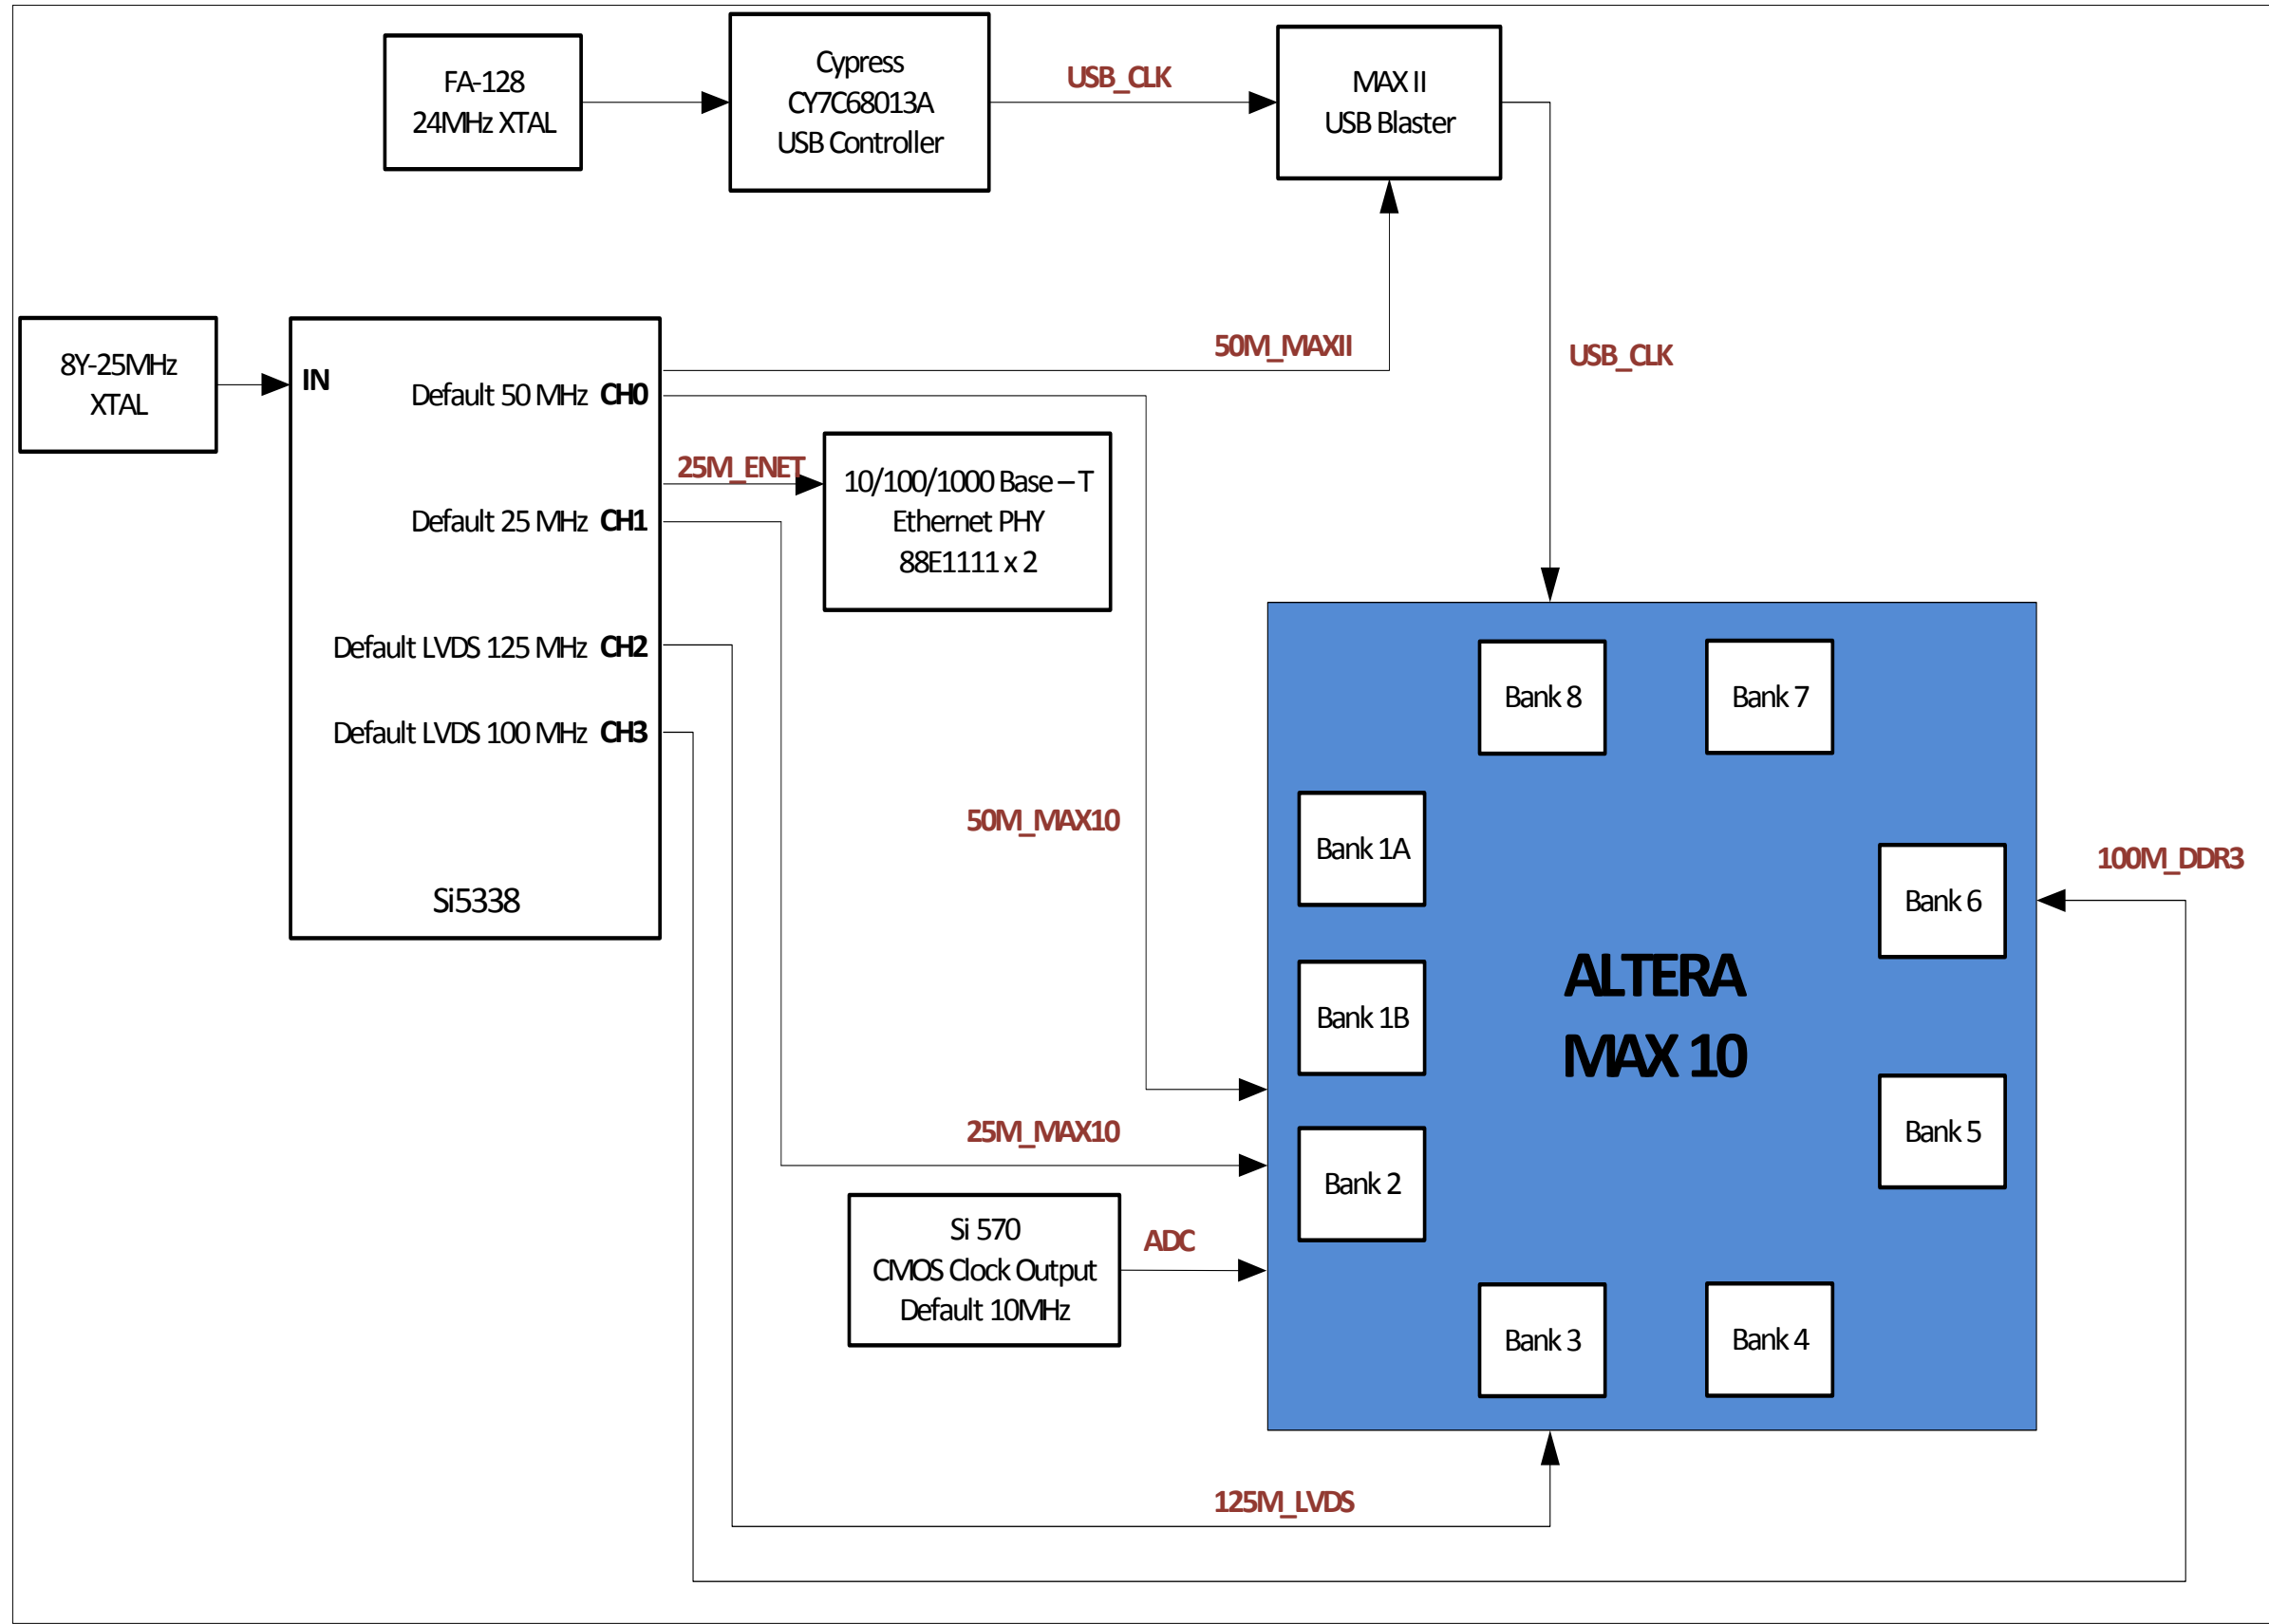 FA-128
24MHz XTAL
Cypress
CY7C68013A
USB Controller
USB_CLK
MAX II
USB Blaster
8Y-25MHz
XTAL
IN
Default 50 MHz CH0
Default 25 MHz CH1
Default LVDS 125 MHz CH2
Default LVDS 100 MHz CH3
Si5338
50M_MAXII
USB_CLK
25M_ENET
10/100/1000 Base – T
Ethernet PHY
88E1111 x 2
50M_MAX10
25M_MAX10
Si 570
CMOS Clock Output
Default 10MHz
ADC
125M_LVDS
Bank 8
Bank 7
Bank 1A
Bank 6
Bank 1B
ALTERA
MAX 10
Bank 5
Bank 2
Bank 3
Bank 4
100M_DDR3